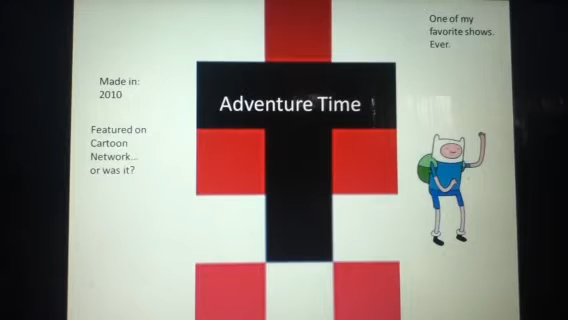 One of my
favorite shows.
Ever.
Made in:
2010
Adventure Time
Featured on
Cartoon
Network...
or was it?